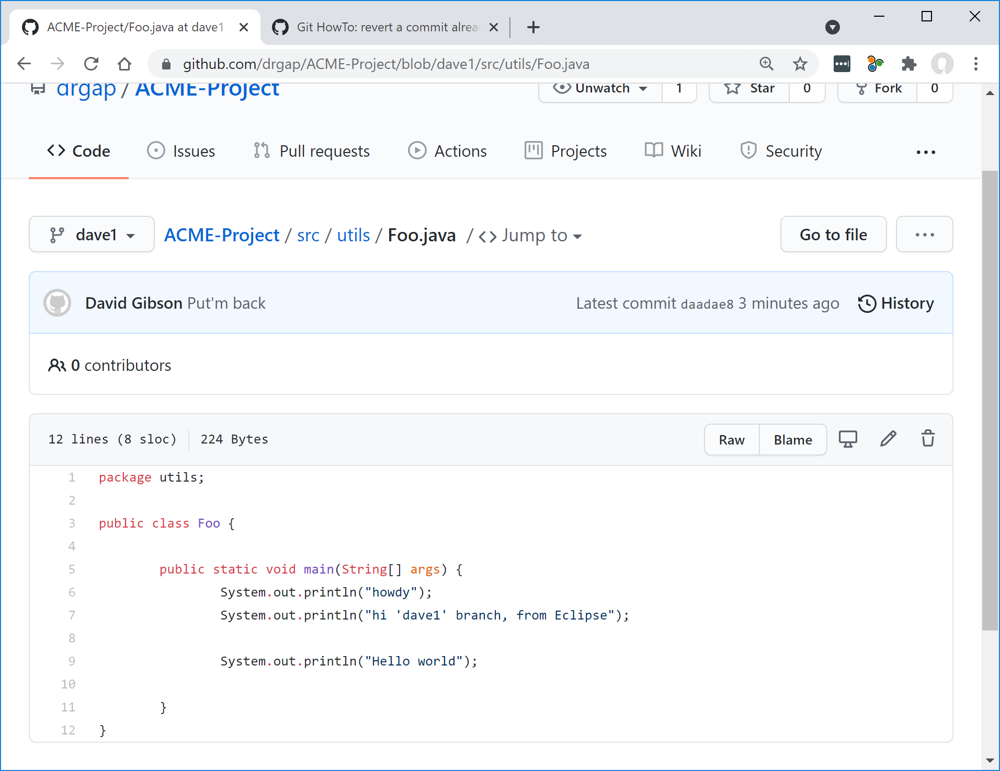 ACME-Project/Foo.java at dave1 ·
Git HowTo: revert a commit alrea
github.com/drgap/ACME-Project/blob/dave1/src/utils/Foo.java
drgap / ACME-Project
Unwatch 1 Star 0 Fork 0
Code Issues Pull requests Actions Projects Wiki Security ...
dave1 ACME-Project / src / utils / Foo.java / <> Jump to Go to file ...
David Gibson Put'm back Latest commit daadae8 3 minutes ago History
0 contributors
12 lines (8 sloc) 224 Bytes Raw Blame
1 package utils;
2
3 public class Foo {
4
5 public static void main(String[] args) {
6 System.out.println("howdy");
7 System.out.println("hi 'dave1' branch, from Eclipse");
8
9 System.out.println("Hello world");
10
11 }
12 }